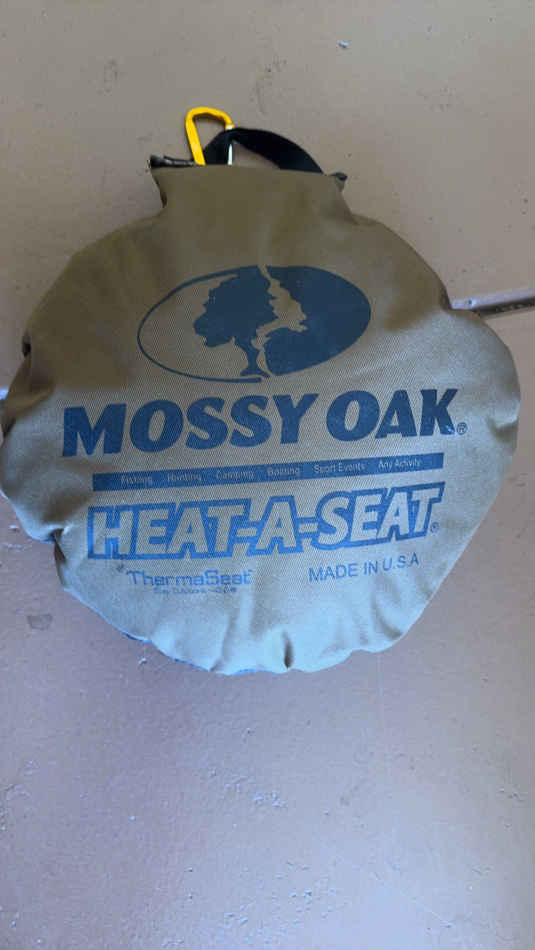 MOSSY OAK®
Fishing Hunting Camping Boating Sport Events Any Activity
HEAT-A-SEAT®
ThermaSeat®
MADE IN U.S.A